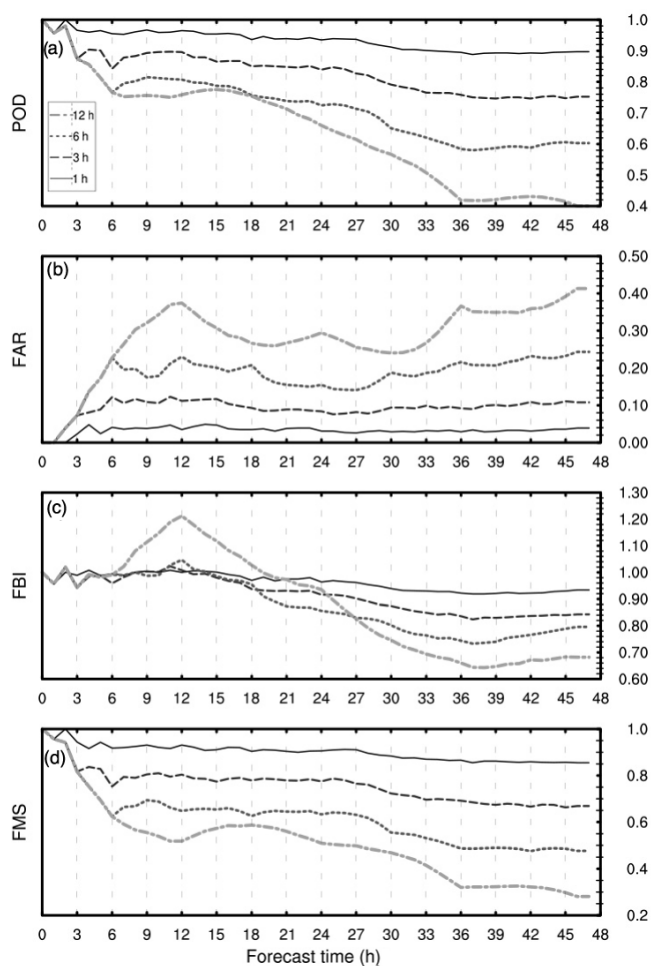 (a)
POD
12 h
6 h
3 h
1 h
1.0
0.9
0.8
0.7
0.6
0.5
0.4
0 3 6 9 12 15 18 21 24 27 30 33 36 39 42 45 48
(b)
FAR
0.50
0.40
0.30
0.20
0.10
0.00
0 3 6 9 12 15 18 21 24 27 30 33 36 39 42 45 48
(c)
FBI
1.30
1.20
1.10
1.00
0.90
0.80
0.70
0.60
0 3 6 9 12 15 18 21 24 27 30 33 36 39 42 45 48
(d)
FMS
1.0
0.8
0.6
0.4
0.2
0 3 6 9 12 15 18 21 24 27 30 33 36 39 42 45 48
Forecast time (h)